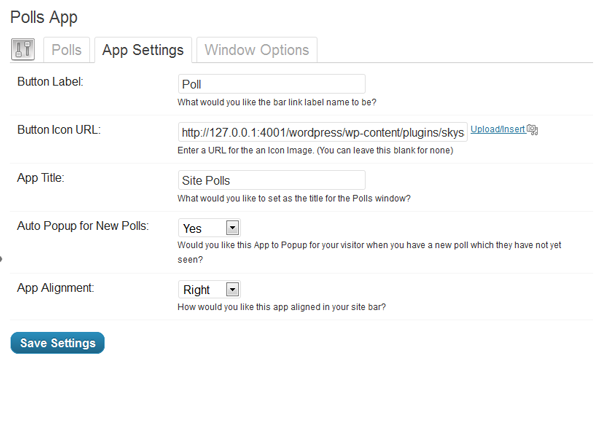 Polls App
Polls App Settings Window Options
Button Label: Poll
What would you like the bar link label name to be?
Button Icon URL: http://127.0.0.1:4001/wordpress/wp-content/plugins/skys Upload/Insert
Enter a URL for the an Icon Image. (You can leave this blank for none)
App Title: Site Polls
What would you like to set as the title for the Polls window?
Auto Popup for New Polls: Yes
Would you like this App to Popup for your visitor when you have a new poll which they have not yet
seen?
App Alignment: Right
How would you like this app aligned in your site bar?
Save Settings